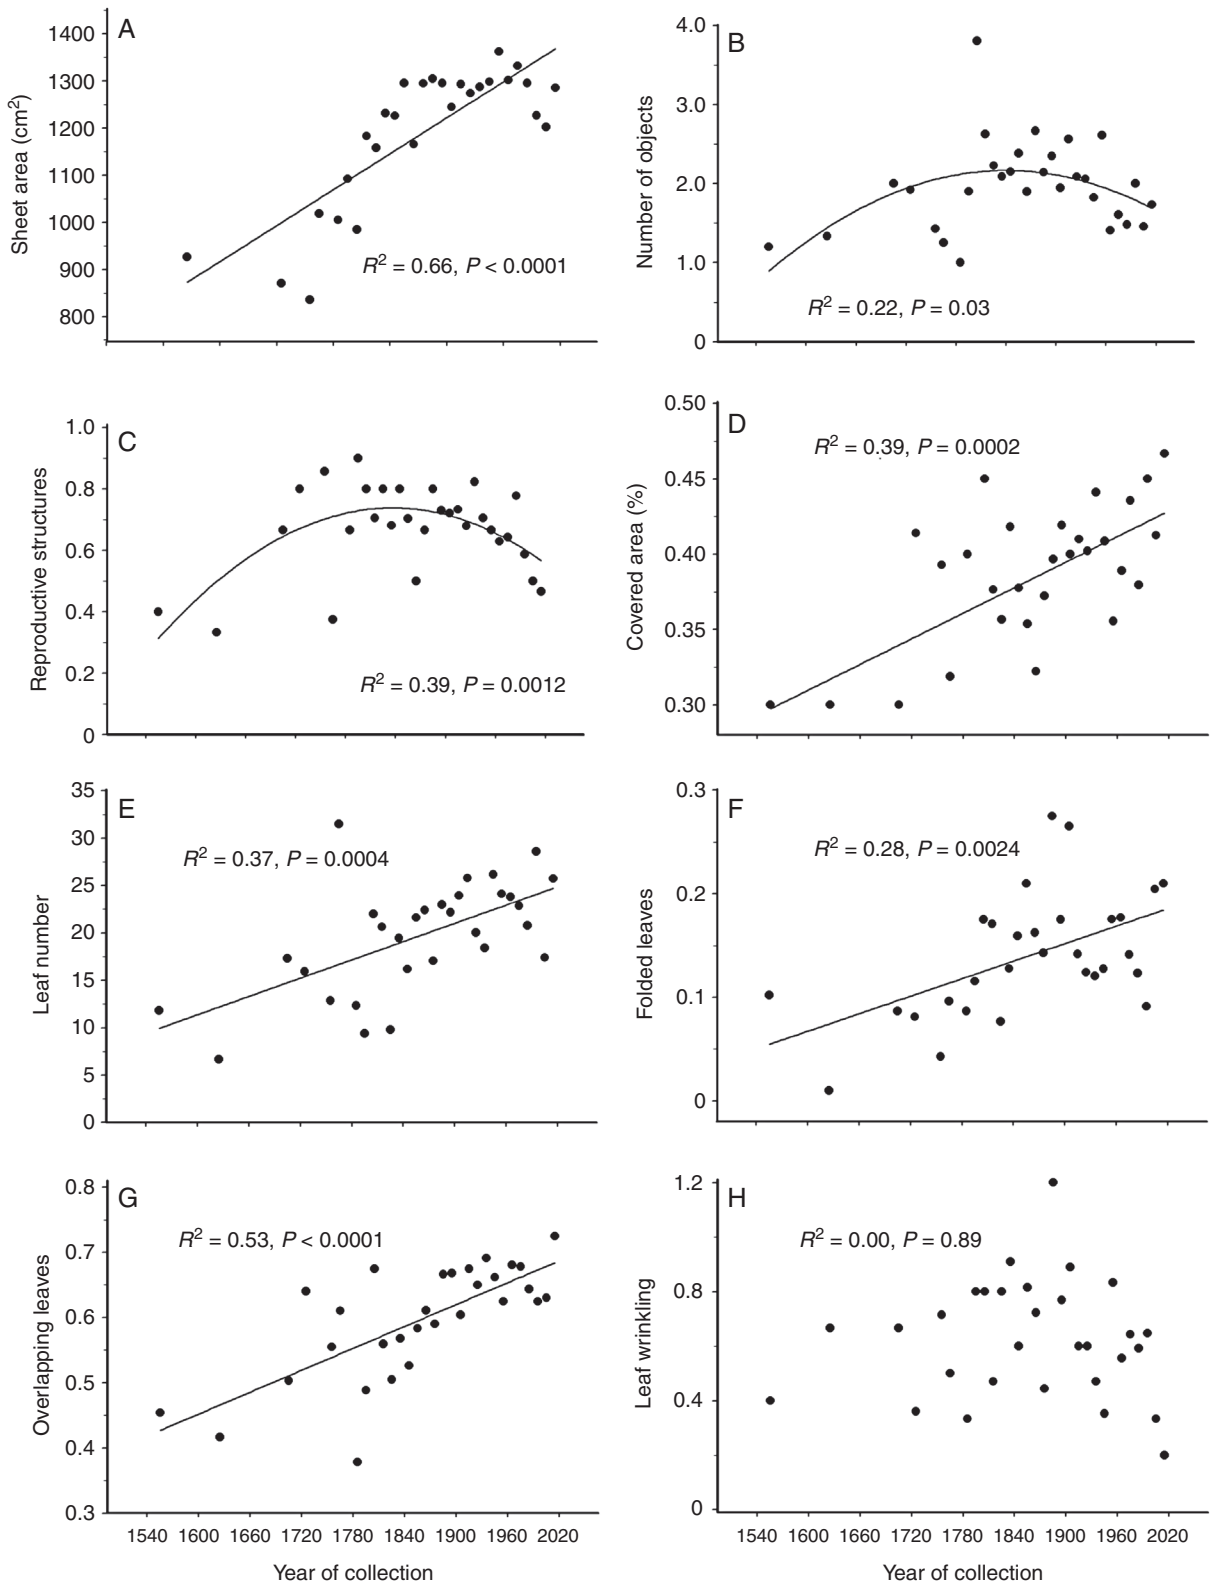 A
Sheet area (cm2)
1400
1300
1200
1100
1000
900
800
R2 = 0.66, P < 0.0001
B
Number of objects
4.0
3.0
2.0
1.0
0
R2 = 0.22, P = 0.03
C
Reproductive structures
1.0
0.8
0.6
0.4
0.2
0
R2 = 0.39, P = 0.0012
D
Covered area (%)
0.50
0.45
0.40
0.35
0.30
R2 = 0.39, P = 0.0002
E
Leaf number
35
30
25
20
15
10
5
0
R2 = 0.37, P = 0.0004
F
Folded leaves
0.3
0.2
0.1
0
R2 = 0.28, P = 0.0024
G
Overlapping leaves
0.8
0.7
0.6
0.5
0.4
0.3
R2 = 0.53, P < 0.0001
1540 1600 1660 1720 1780 1840 1900 1960 2020
Year of collection
H
Leaf wrinkling
1.2
0.8
0.4
0
R2 = 0.00, P = 0.89
1540 1600 1660 1720 1780 1840 1900 1960 2020
Year of collection